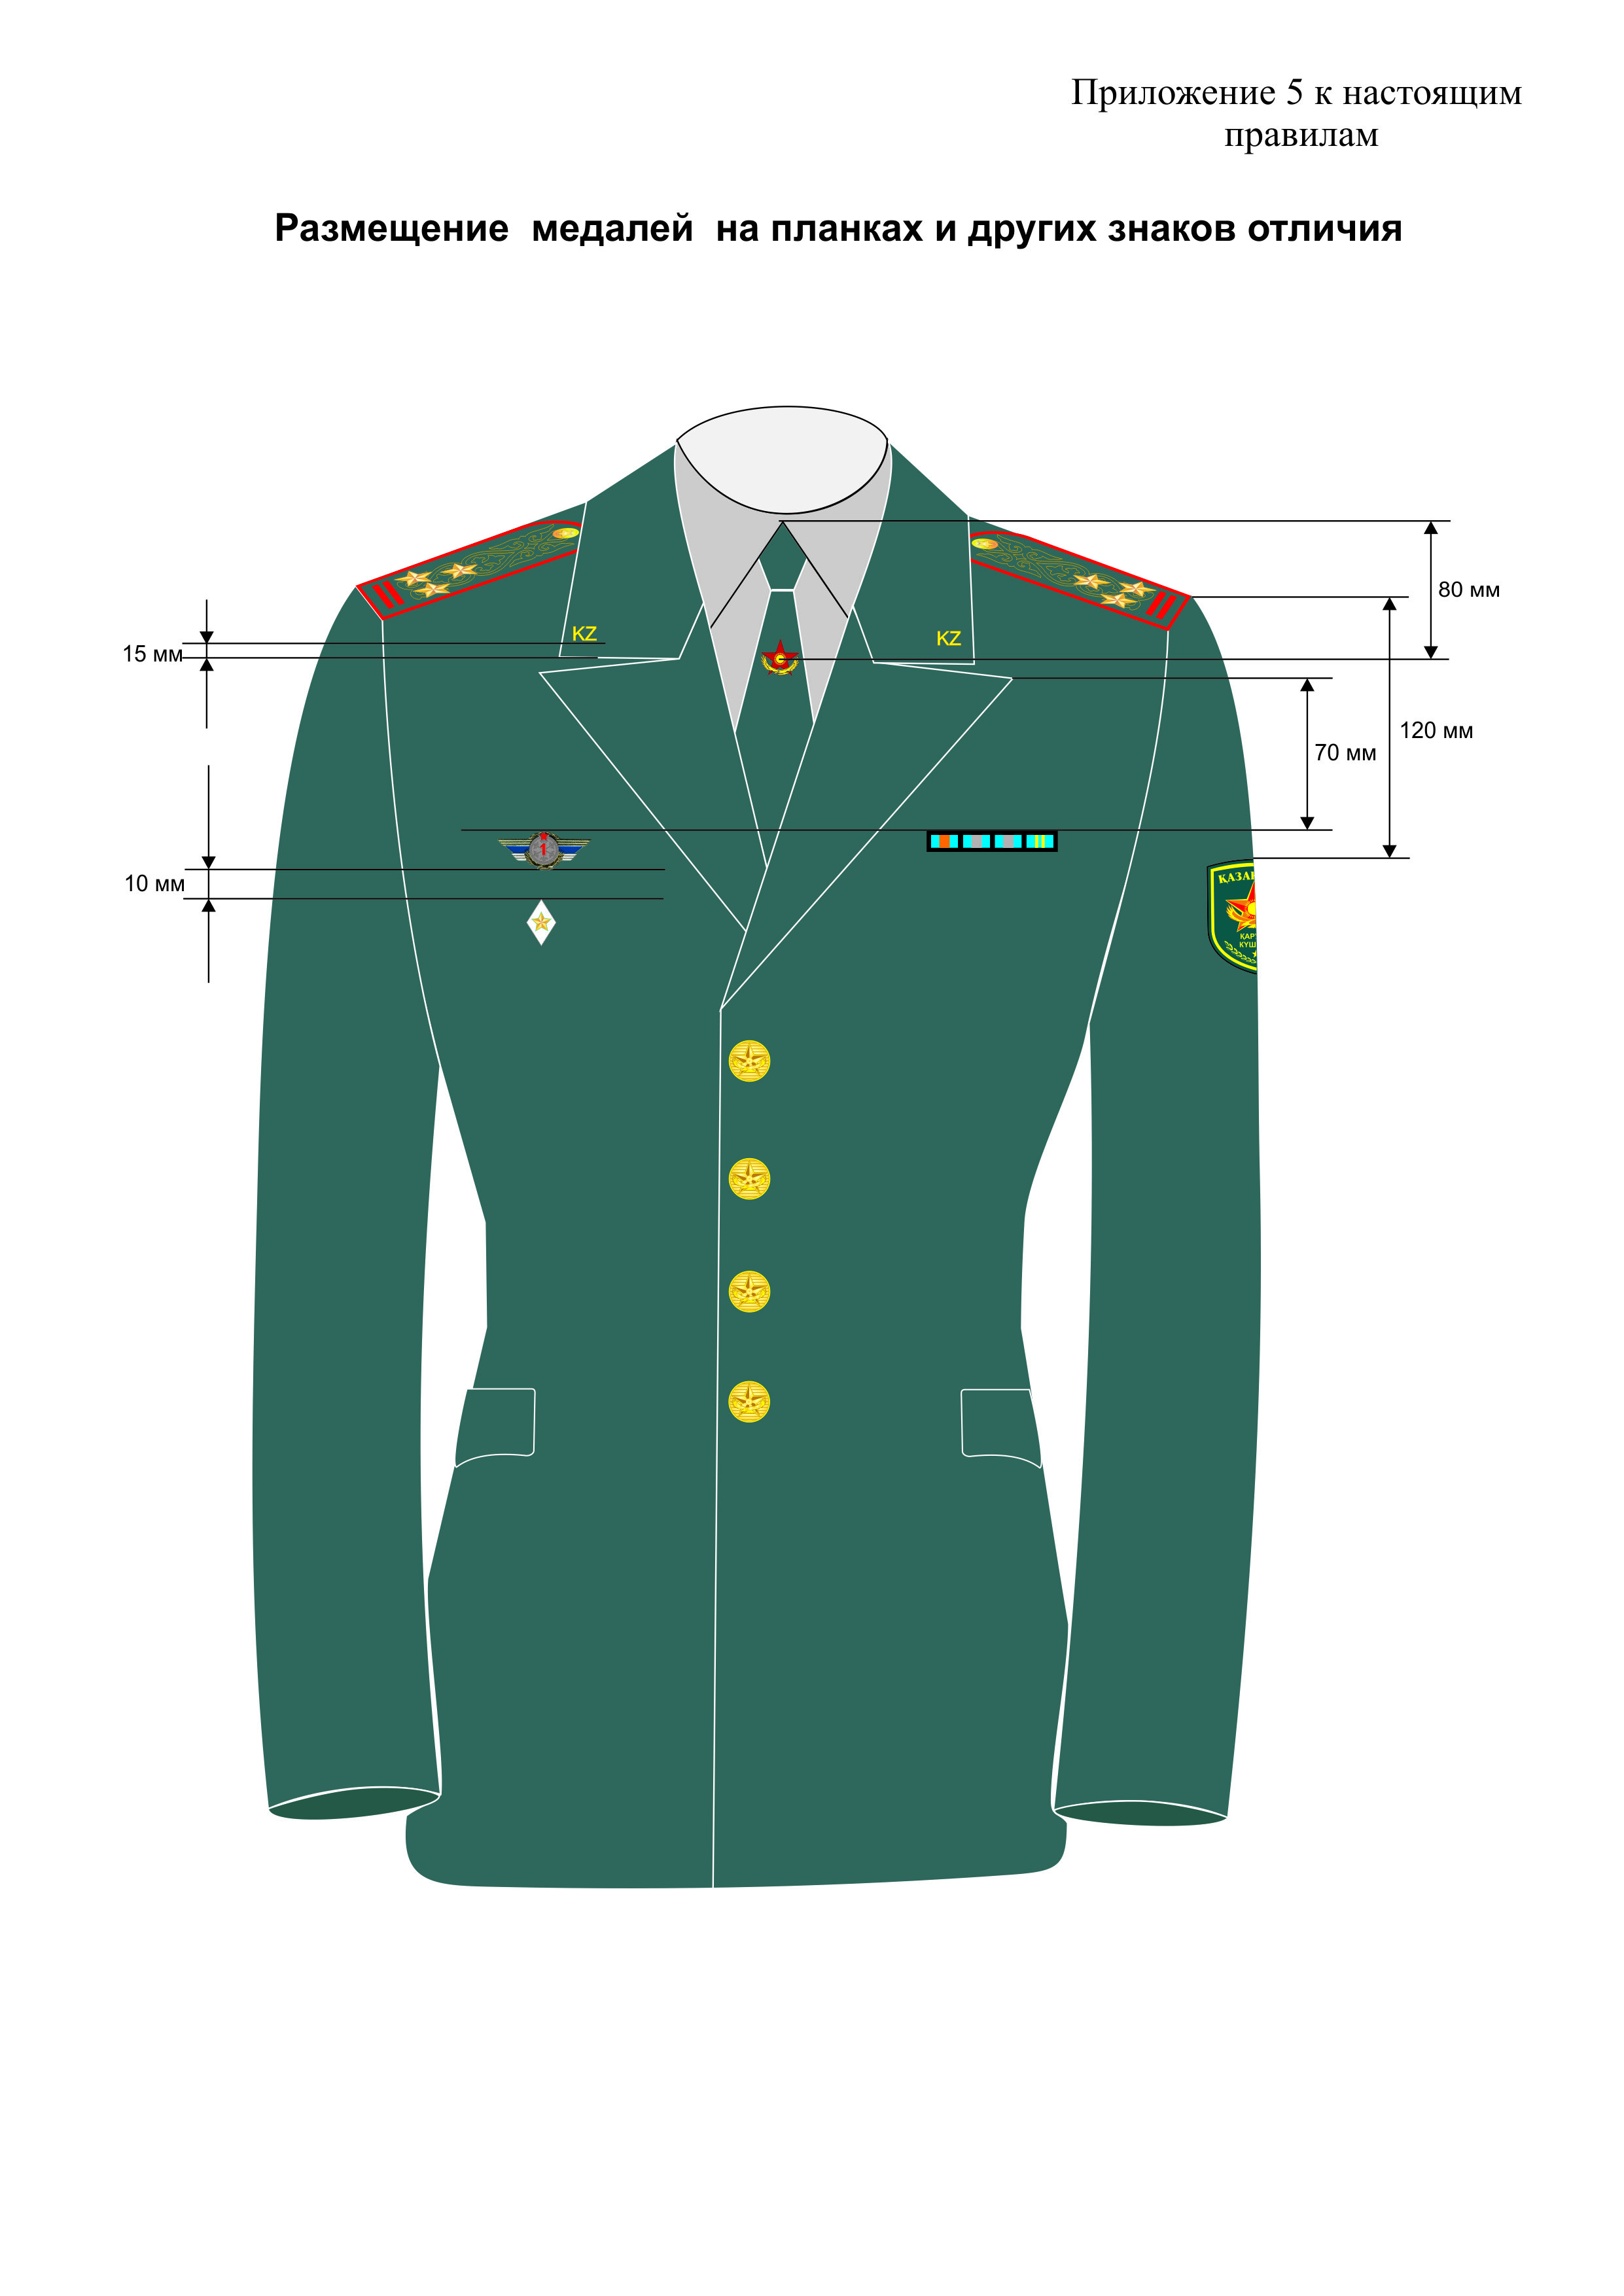 Приложение 5 к настоящим
правилам
Размещение медалей на планках и других знаков отличия
80 мм
KZ
KZ
15 мм
120 мм
70 мм
1
10 мм